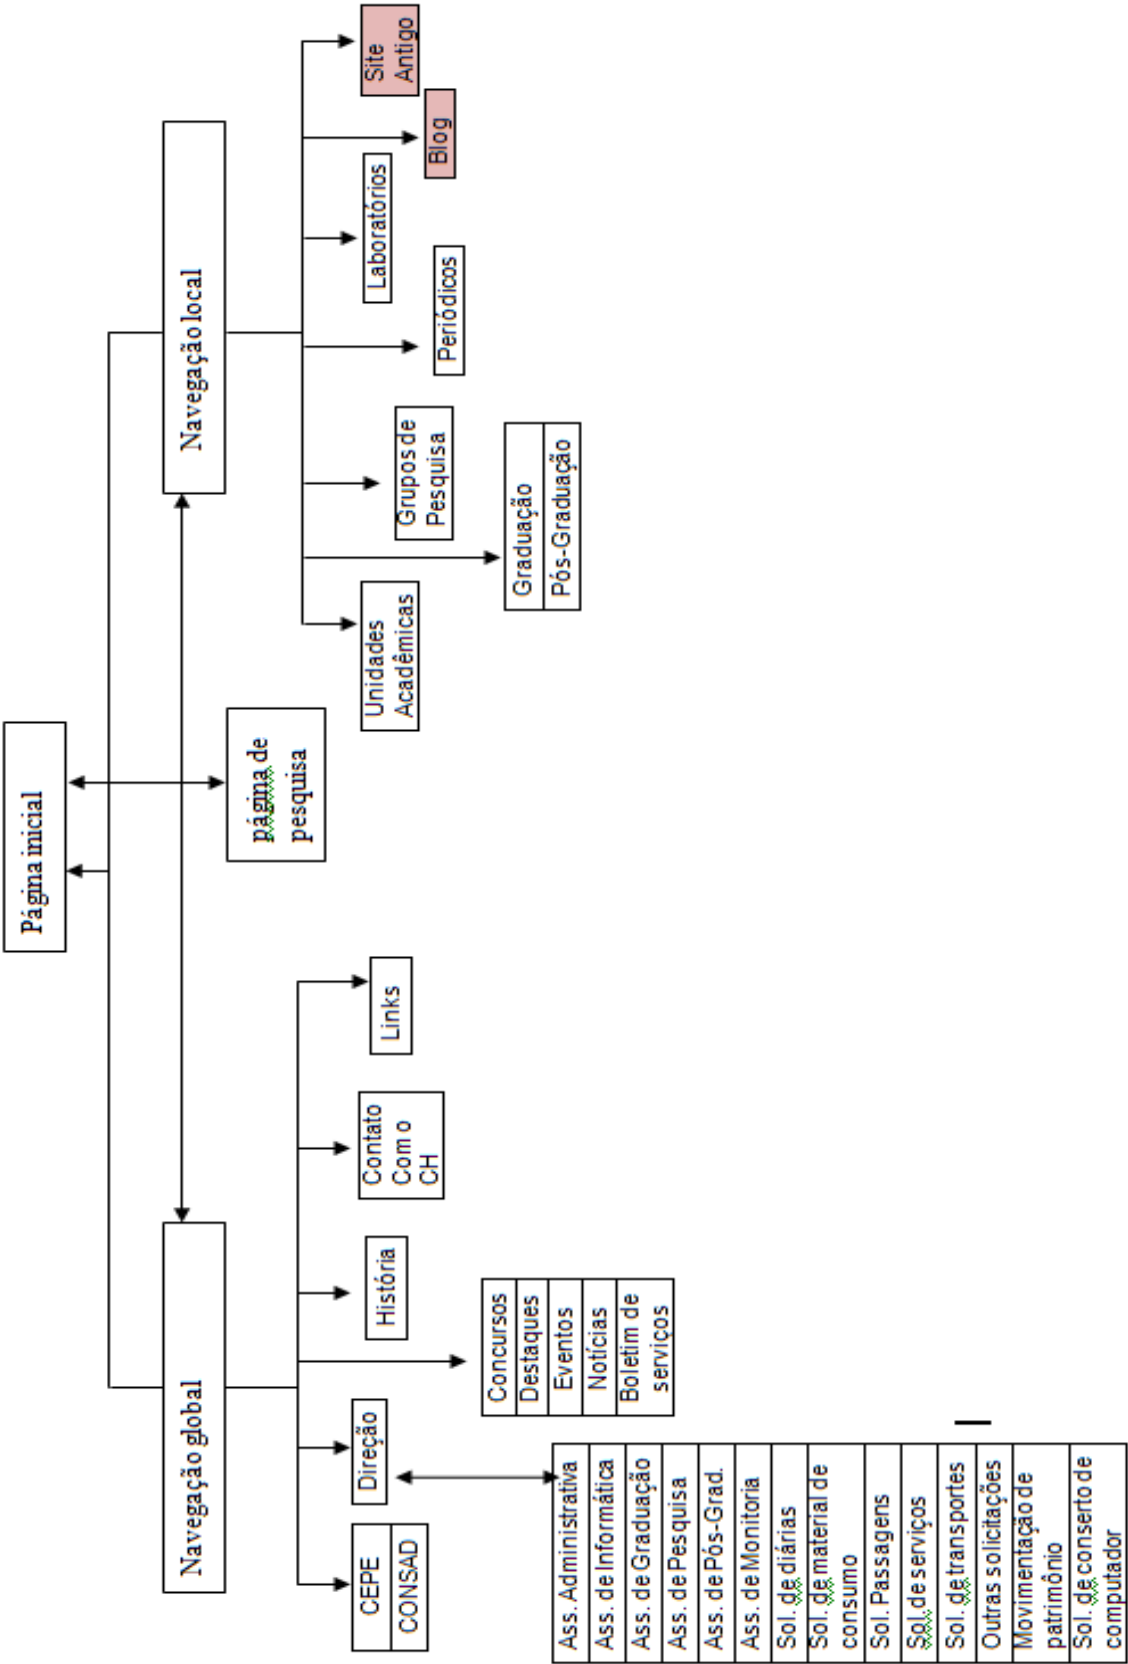 Página inicial
Navegação global
Navegação local
página de
pesquisa
CEPE
CONSAD
Direção
História
Contato
Com o
CH
Links
Unidades
Acadêmicas
Grupos de
Pesquisa
Periódicos
Laboratórios
Blog
Site
Antigo
Graduação
Pós-Graduação
Concursos
Destaques
Eventos
Notícias
Boletim de
serviços
Ass. Administrativa
Ass. de Informática
Ass. de Graduação
Ass. de Pesquisa
Ass. de Pós-Grad.
Ass. de Monitoria
Sol. de diárias
Sol. de material de
consumo
Sol. Passagens
Sol. de serviços
Sol. de transportes
Outras solicitações
Movimentação de
patrimônio
Sol. de conserto de
computador